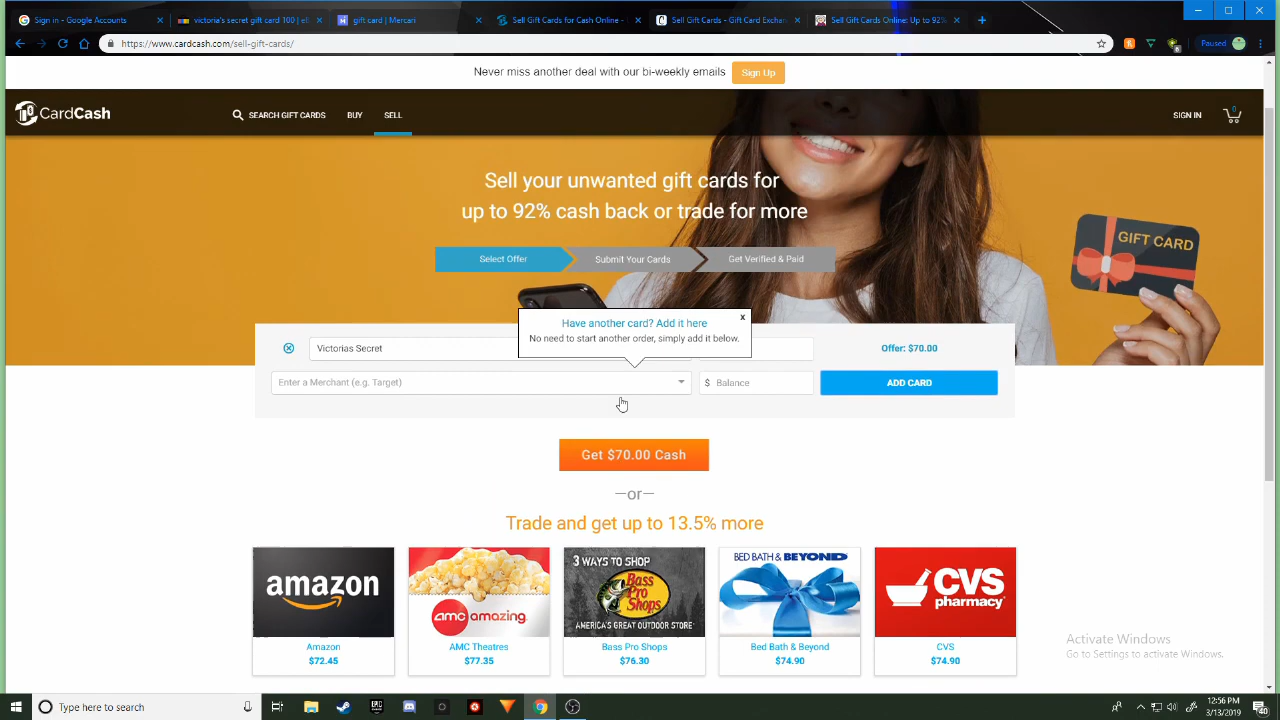 Sign in - Google Accounts
victoria's secret gift card 100 | eB
gift card | Mercari
Sell Gift Cards for Cash Online -
Sell Gift Cards - Gift Card Exchan
Sell Gift Cards Online: Up to 92%
https://www.cardcash.com/sell-gift-cards/
Paused
Never miss another deal with our bi-weekly emails
Sign Up
CardCash
SEARCH GIFT CARDS
BUY
SELL
SIGN IN
0
Sell your unwanted gift cards for
up to 92% cash back or trade for more
GIFT CARD
Select Offer
Submit Your Cards
Get Verified & Paid
Have another card? Add it here
x
No need to start another order, simply add it below.
Victorias Secret
Offer: $70.00
Enter a Merchant (e.g. Target)
$ Balance
ADD CARD
Get $70.00 Cash
—or—
Trade and get up to 13.5% more
amazon
amc amazing.
3 WAYS TO SHOP
Bass Pro Shops
AMERICA'S GREAT OUTDOOR STORE
BED BATH & BEYOND
CVS pharmacy
Amazon
$72.45
AMC Theatres
$77.35
Bass Pro Shops
$76.30
Bed Bath & Beyond
$74.90
CVS
$74.90
Activate Windows
Go to Settings to activate Windows.
Type here to search
EPIC
12:56 PM
3/13/2019
40